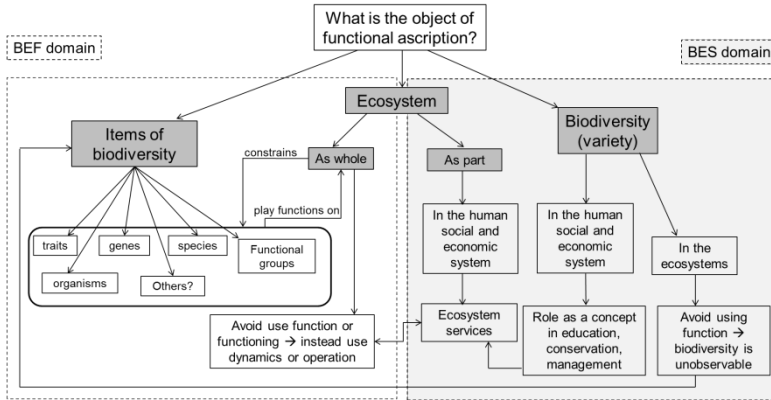 What is the object of
functional ascription?
BEF domain
BES domain
Ecosystem
Items of
biodiversity
Biodiversity
(variety)
constrains
As whole
As part
play functions on
traits
genes
species
Functional
groups
organisms
Others?
In the human
social and
economic
system
In the human
social and
economic
system
In the
ecosystems
Avoid use function or
functioning → instead use
dynamics or operation
Ecosystem
services
Role as a concept
in education,
conservation,
management
Avoid using
function →
biodiversity is
unobservable